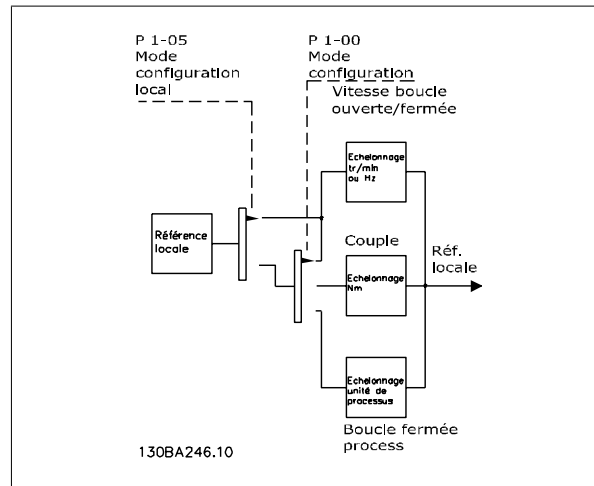 P 1-05
Mode
configuration
local
P 1-00
Mode
configuration
Vitesse boucle
ouverte/fermée
Echelonnage
tr/min
ou Hz
Référence
locale
Couple
Echelonnage
Nm
Réf.
locale
Echelonnage
unité de
processus
Boucle fermée
process
130BA246.10